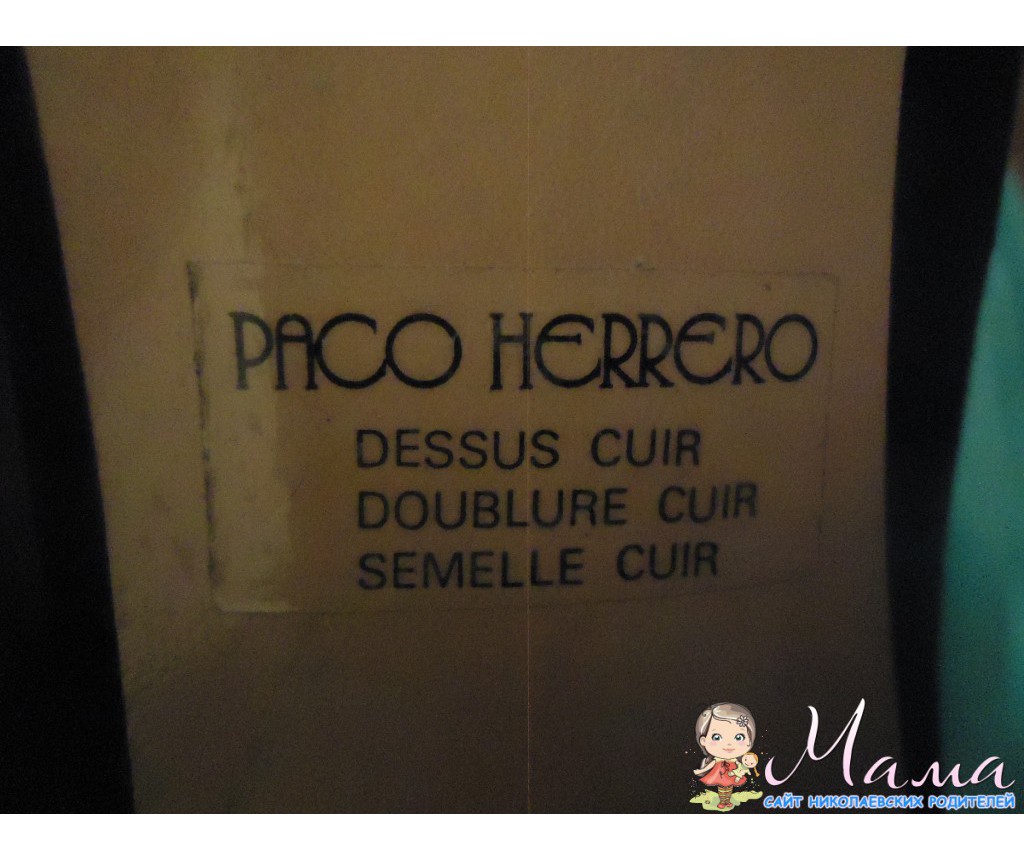 PACO HERRERO
DESSUS CUIR
DOUBLURE CUIR
SEMELLE CUIR
Мама
САЙТ НИКОЛАЕВСКИХ РОДИТЕЛЕЙ